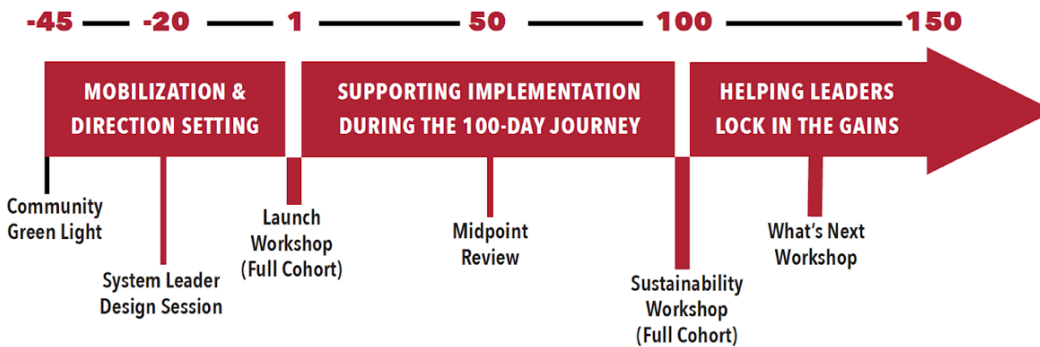 -45 -20 1 50 100 150
MOBILIZATION &
DIRECTION SETTING
SUPPORTING IMPLEMENTATION
DURING THE 100-DAY JOURNEY
HELPING LEADERS
LOCK IN THE GAINS
Community
Green Light
System Leader
Design Session
Launch
Workshop
(Full Cohort)
Midpoint
Review
Sustainability
Workshop
(Full Cohort)
What's Next
Workshop